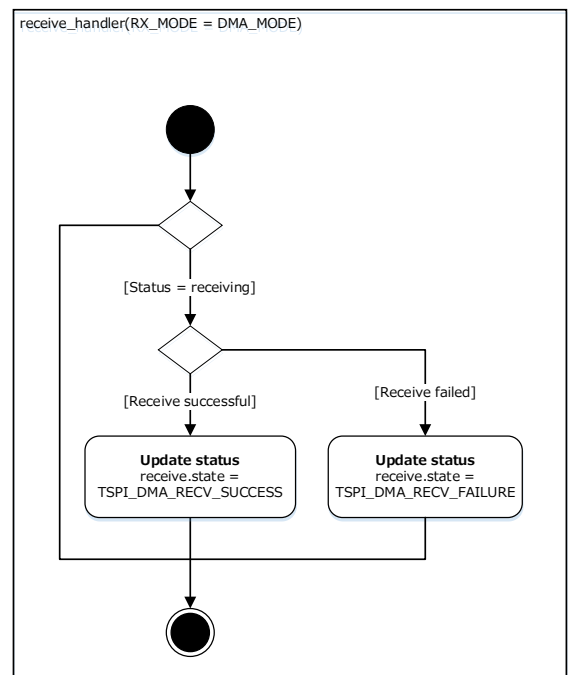 receive_handler(RX_MODE = DMA_MODE)
[Status = receiving]
[Receive successful]
[Receive failed]
Update status
receive.state =
TSPI_DMA_RECV_SUCCESS
Update status
receive.state =
TSPI_DMA_RECV_FAILURE